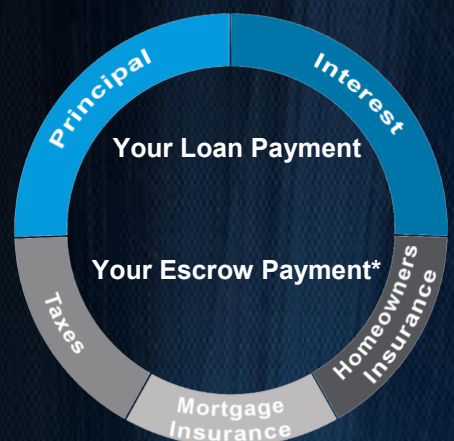 Principal
Interest
Your Loan Payment
Your Escrow Payment*
Taxes
Homeowners
Insurance
Mortgage
Insurance